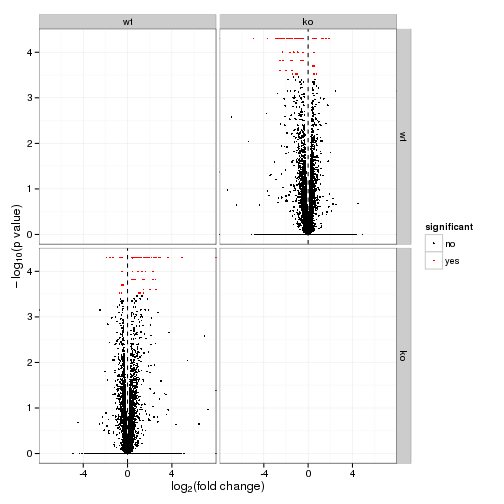 wt ko
4
3
2
1
0
wt
4
3
2
1
0
ko
-4 0 4 -4 0 4
log2(fold change)
−log10(p value)
significant
no
yes